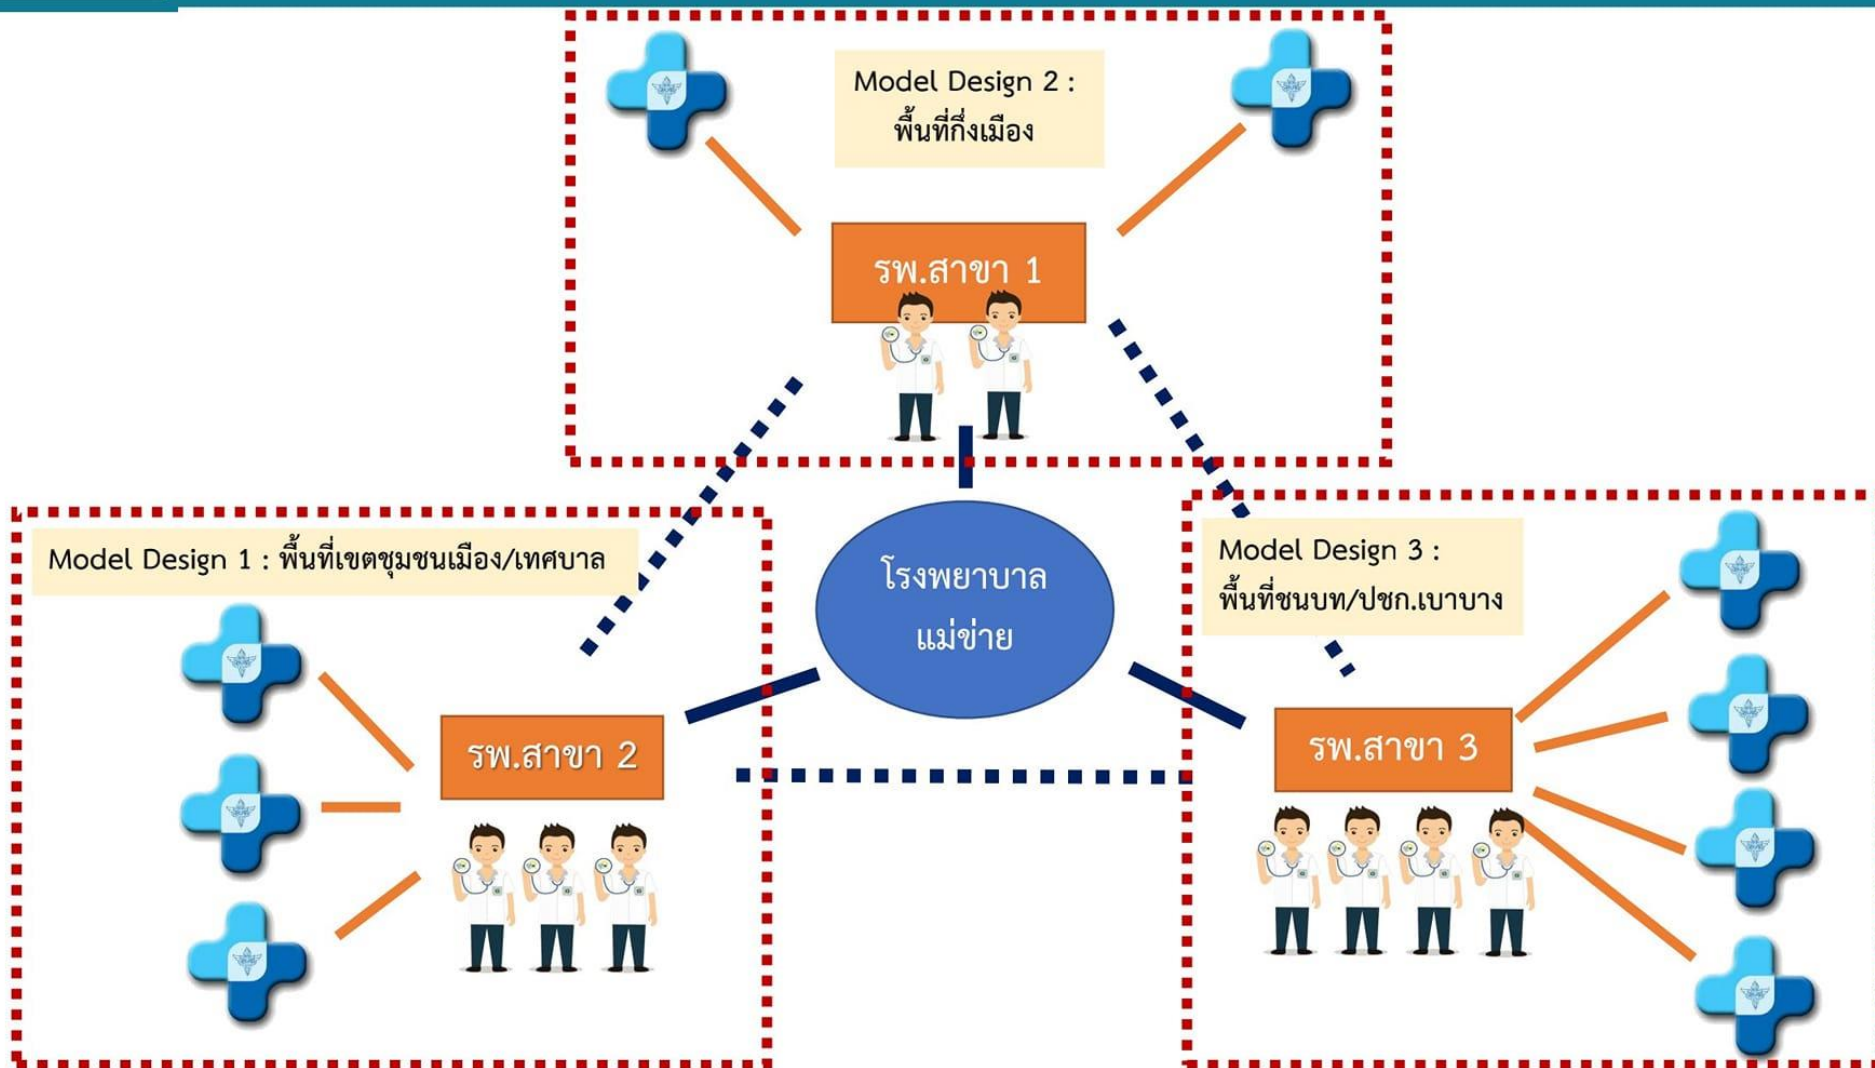 Model Design 2 :
พื้นที่กึ่งเมือง
รพ.สาขา 1
Model Design 1 : พื้นที่เขตชุมชนเมือง/เทศบาล
โรงพยาบาล
แม่ข่าย
Model Design 3 :
พื้นที่ชนบท/ปชก.เบาบาง
รพ.สาขา 2
รพ.สาขา 3